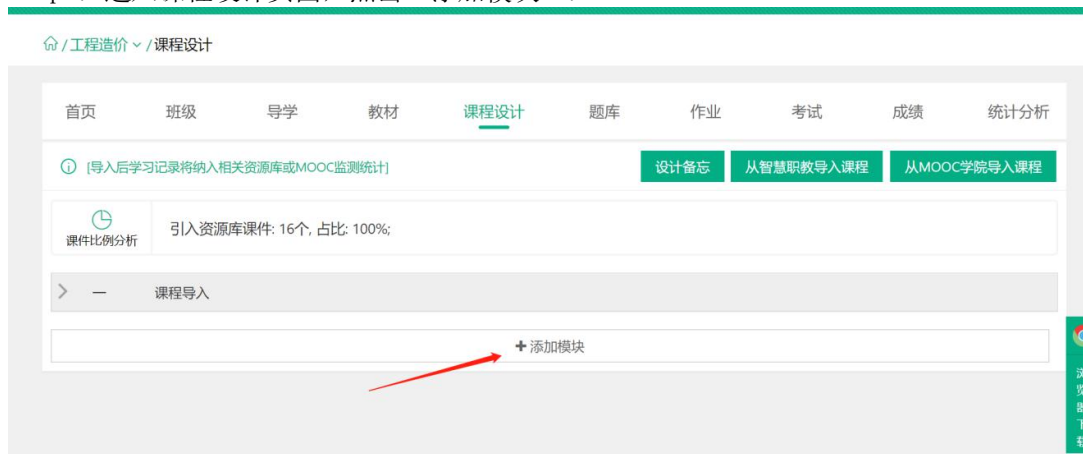 / 工程造价 / 课程设计
首页 班级 导学 教材 课程设计 题库 作业 考试 成绩 统计分析
[导入后学习记录将纳入相关资源库或MOOC监测统计] 设计备忘 从智慧职教导入课程 从MOOC学院导入课程
课件比例分析 引入资源库课件: 16个, 占比: 100%;
一 课程导入
+ 添加模块
浏
览
器
下
载